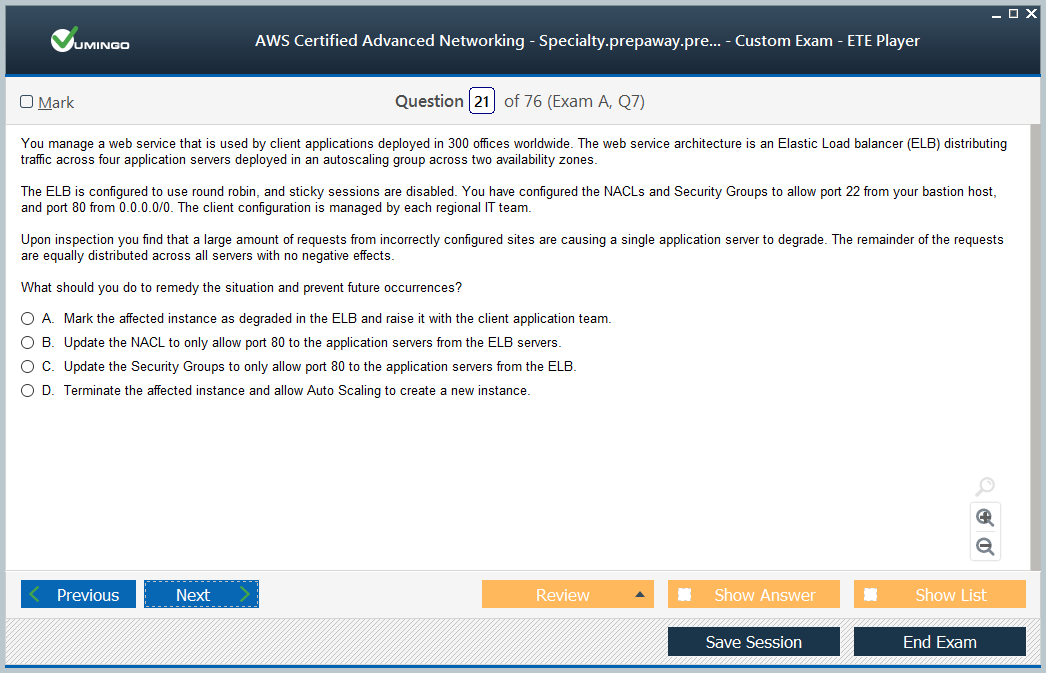 VUMINGO
AWS Certified Advanced Networking - Specialty.prepaway.pre... - Custom Exam - ETE Player
Mark
Question 21 of 76 (Exam A, Q7)
You manage a web service that is used by client applications deployed in 300 offices worldwide. The web service architecture is an Elastic Load balancer (ELB) distributing
traffic across four application servers deployed in an autoscaling group across two availability zones.
The ELB is configured to use round robin, and sticky sessions are disabled. You have configured the NACLs and Security Groups to allow port 22 from your bastion host,
and port 80 from 0.0.0.0/0. The client configuration is managed by each regional IT team.
Upon inspection you find that a large amount of requests from incorrectly configured sites are causing a single application server to degrade. The remainder of the requests
are equally distributed across all servers with no negative effects.
What should you do to remedy the situation and prevent future occurrences?
A. Mark the affected instance as degraded in the ELB and raise it with the client application team.
B. Update the NACL to only allow port 80 to the application servers from the ELB servers.
C. Update the Security Groups to only allow port 80 to the application servers from the ELB.
D. Terminate the affected instance and allow Auto Scaling to create a new instance.
Previous
Next
Review
Show Answer
Show List
Save Session
End Exam